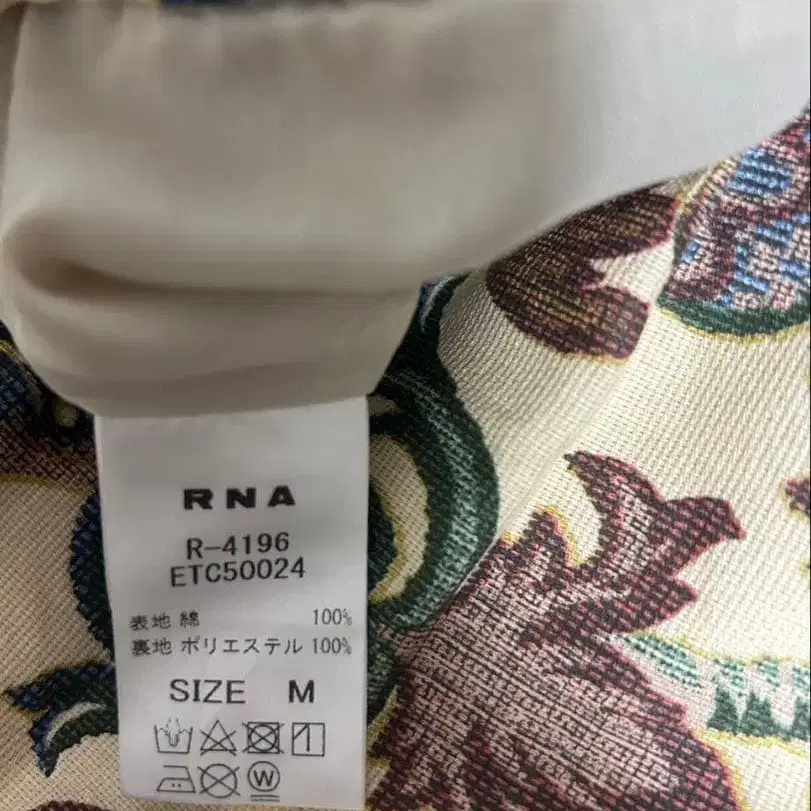 RNA
R-4196
ETC50024
表地 綿 100%
裏地 ポリエステル 100%
SIZE M
W